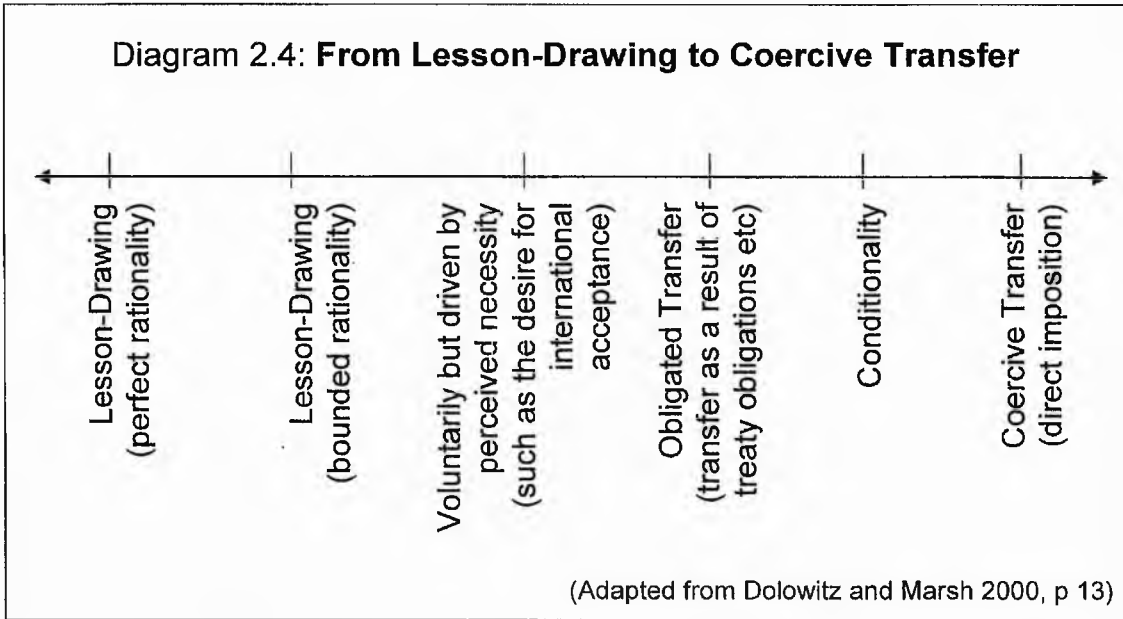 Diagram 2.4: From Lesson-Drawing to Coercive Transfer
Lesson-Drawing
(perfect rationality)
Lesson-Drawing
(bounded rationality)
Voluntarily but driven by
perceived necessity
(such as the desire for
international
acceptance)
Obligated Transfer
(transfer as a result of
treaty obligations etc)
Conditionality
Coercive Transfer
(direct imposition)
(Adapted from Dolowitz and Marsh 2000, p 13)